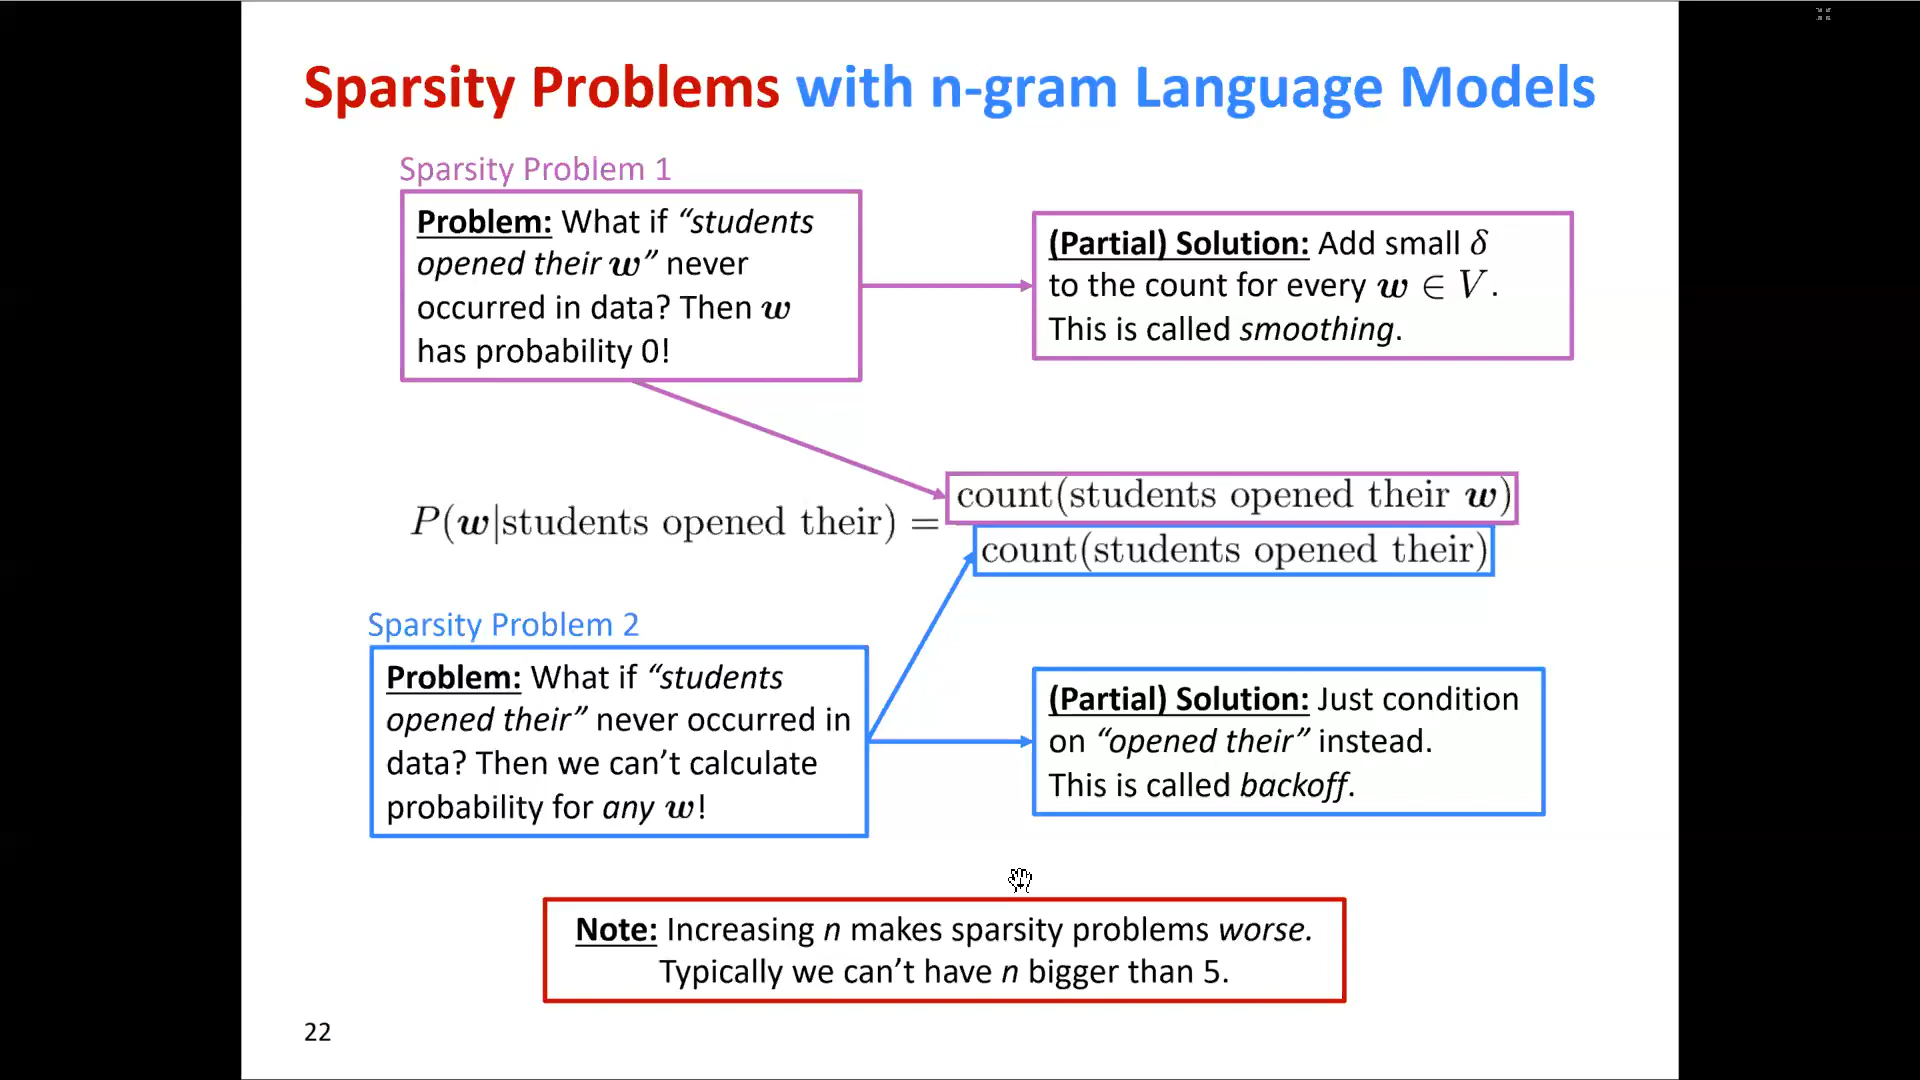 Sparsity Problems with n-gram Language Models
Sparsity Problem 1
Problem: What if “students
opened their w” never
occurred in data? Then w
has probability 0!
(Partial) Solution: Add small δ
to the count for every w ∈ V.
This is called smoothing.
P(w|students opened their) =
count(students opened their w)
count(students opened their)
Sparsity Problem 2
Problem: What if “students
opened their” never occurred in
data? Then we can’t calculate
probability for any w!
(Partial) Solution: Just condition
on “opened their” instead.
This is called backoff.
Note: Increasing n makes sparsity problems worse.
Typically we can’t have n bigger than 5.
22